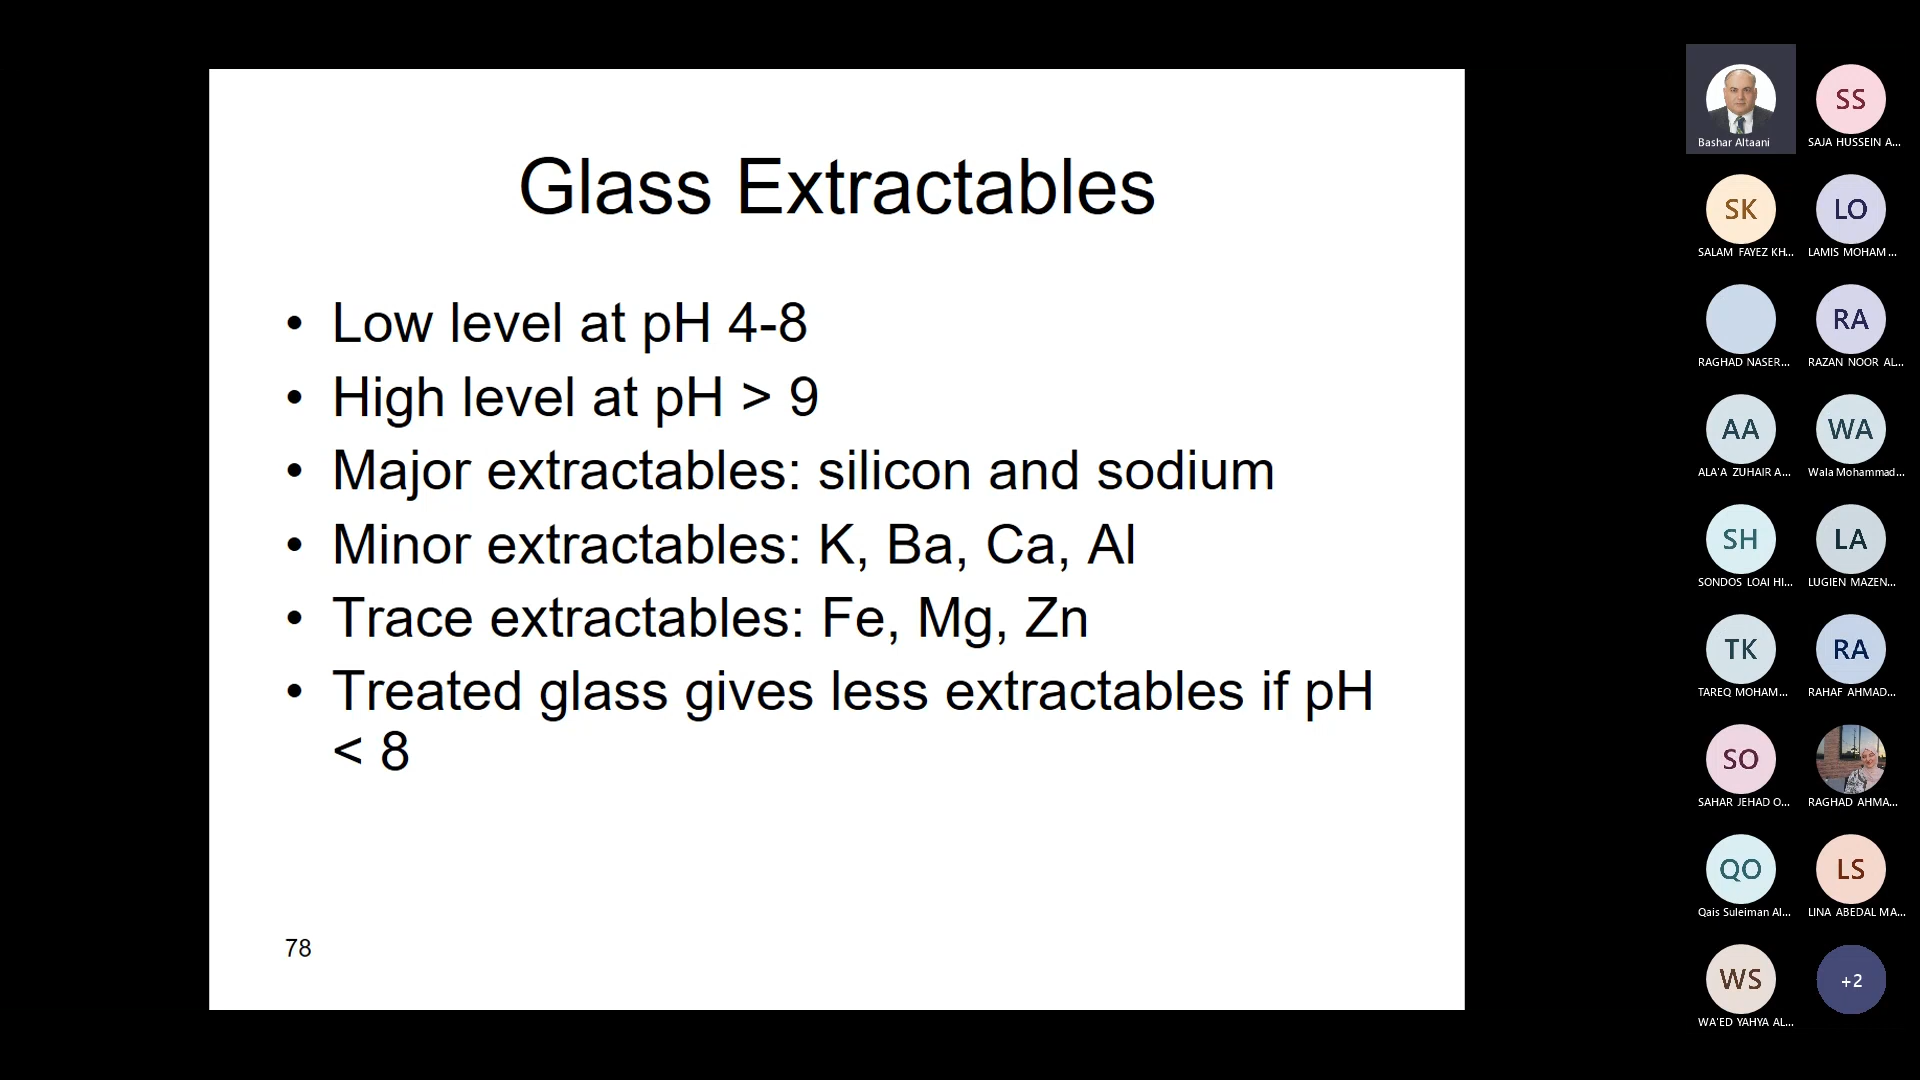 Glass Extractables
• Low level at pH 4-8
• High level at pH > 9
• Major extractables: silicon and sodium
• Minor extractables: K, Ba, Ca, Al
• Trace extractables: Fe, Mg, Zn
• Treated glass gives less extractables if pH
< 8
78
Bashar Altaani
SS
SAJA HUSSEIN A...
SK
SALAM FAYEZ KH...
LO
LAMIS MOHAM...
RAGHAD NASER...
RA
RAZAN NOOR AL...
AA
ALA'A ZUHAIR A...
WA
Wala Mohammad...
SH
SONDOS LOAI HI...
LA
LUGIEN MAZEN...
TK
TAREQ MOHAM...
RA
RAHAF AHMAD...
SO
SAHAR JEHAD O...
RAGHAD AHMA...
QO
Qais Suleiman Al...
LS
LINA ABEDAL MA...
WS
WA'ED YAHYA AL...
+2